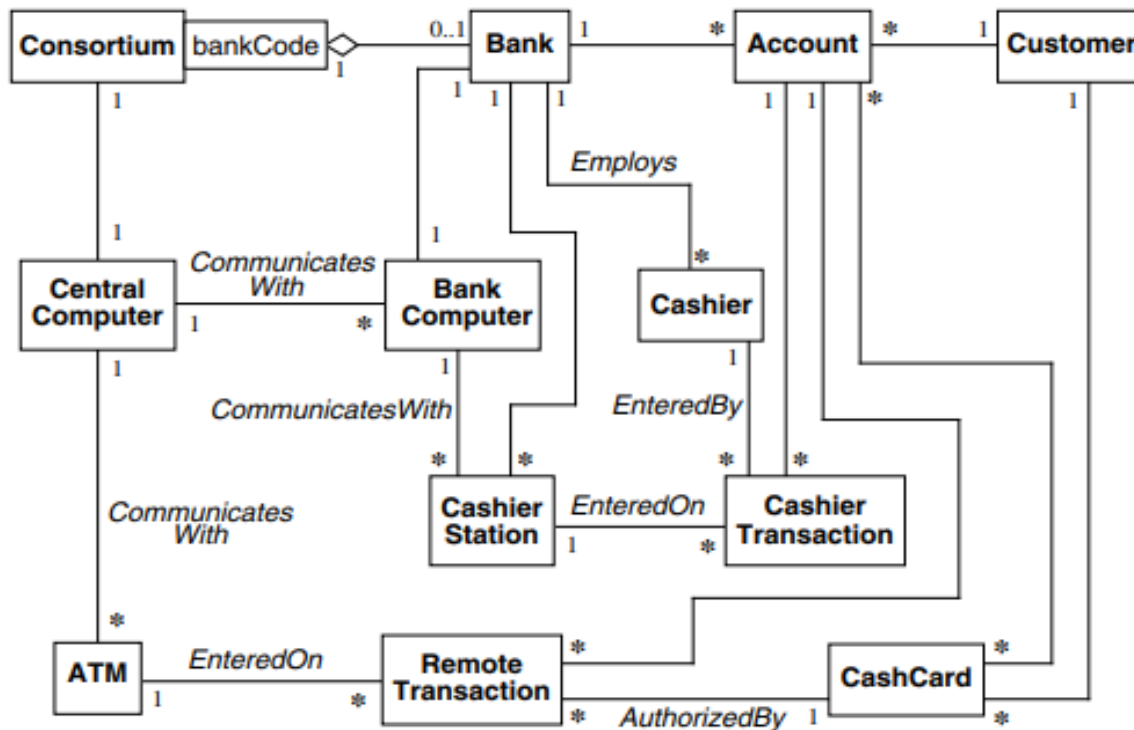 Consortium
bankCode
1
0..1
Bank
1
*
Account
*
1
Customer
1
1
1
1
1
1
*
1
Employs
1
1
*
Communicates
With
Central
Computer
Bank
Computer
Cashier
1
*
1
1
1
CommunicatesWith
EnteredBy
*
*
*
*
Communicates
With
Cashier
Station
EnteredOn
Cashier
Transaction
1
*
*
*
*
ATM
EnteredOn
Remote
Transaction
CashCard
1
*
*
AuthorizedBy
1
*